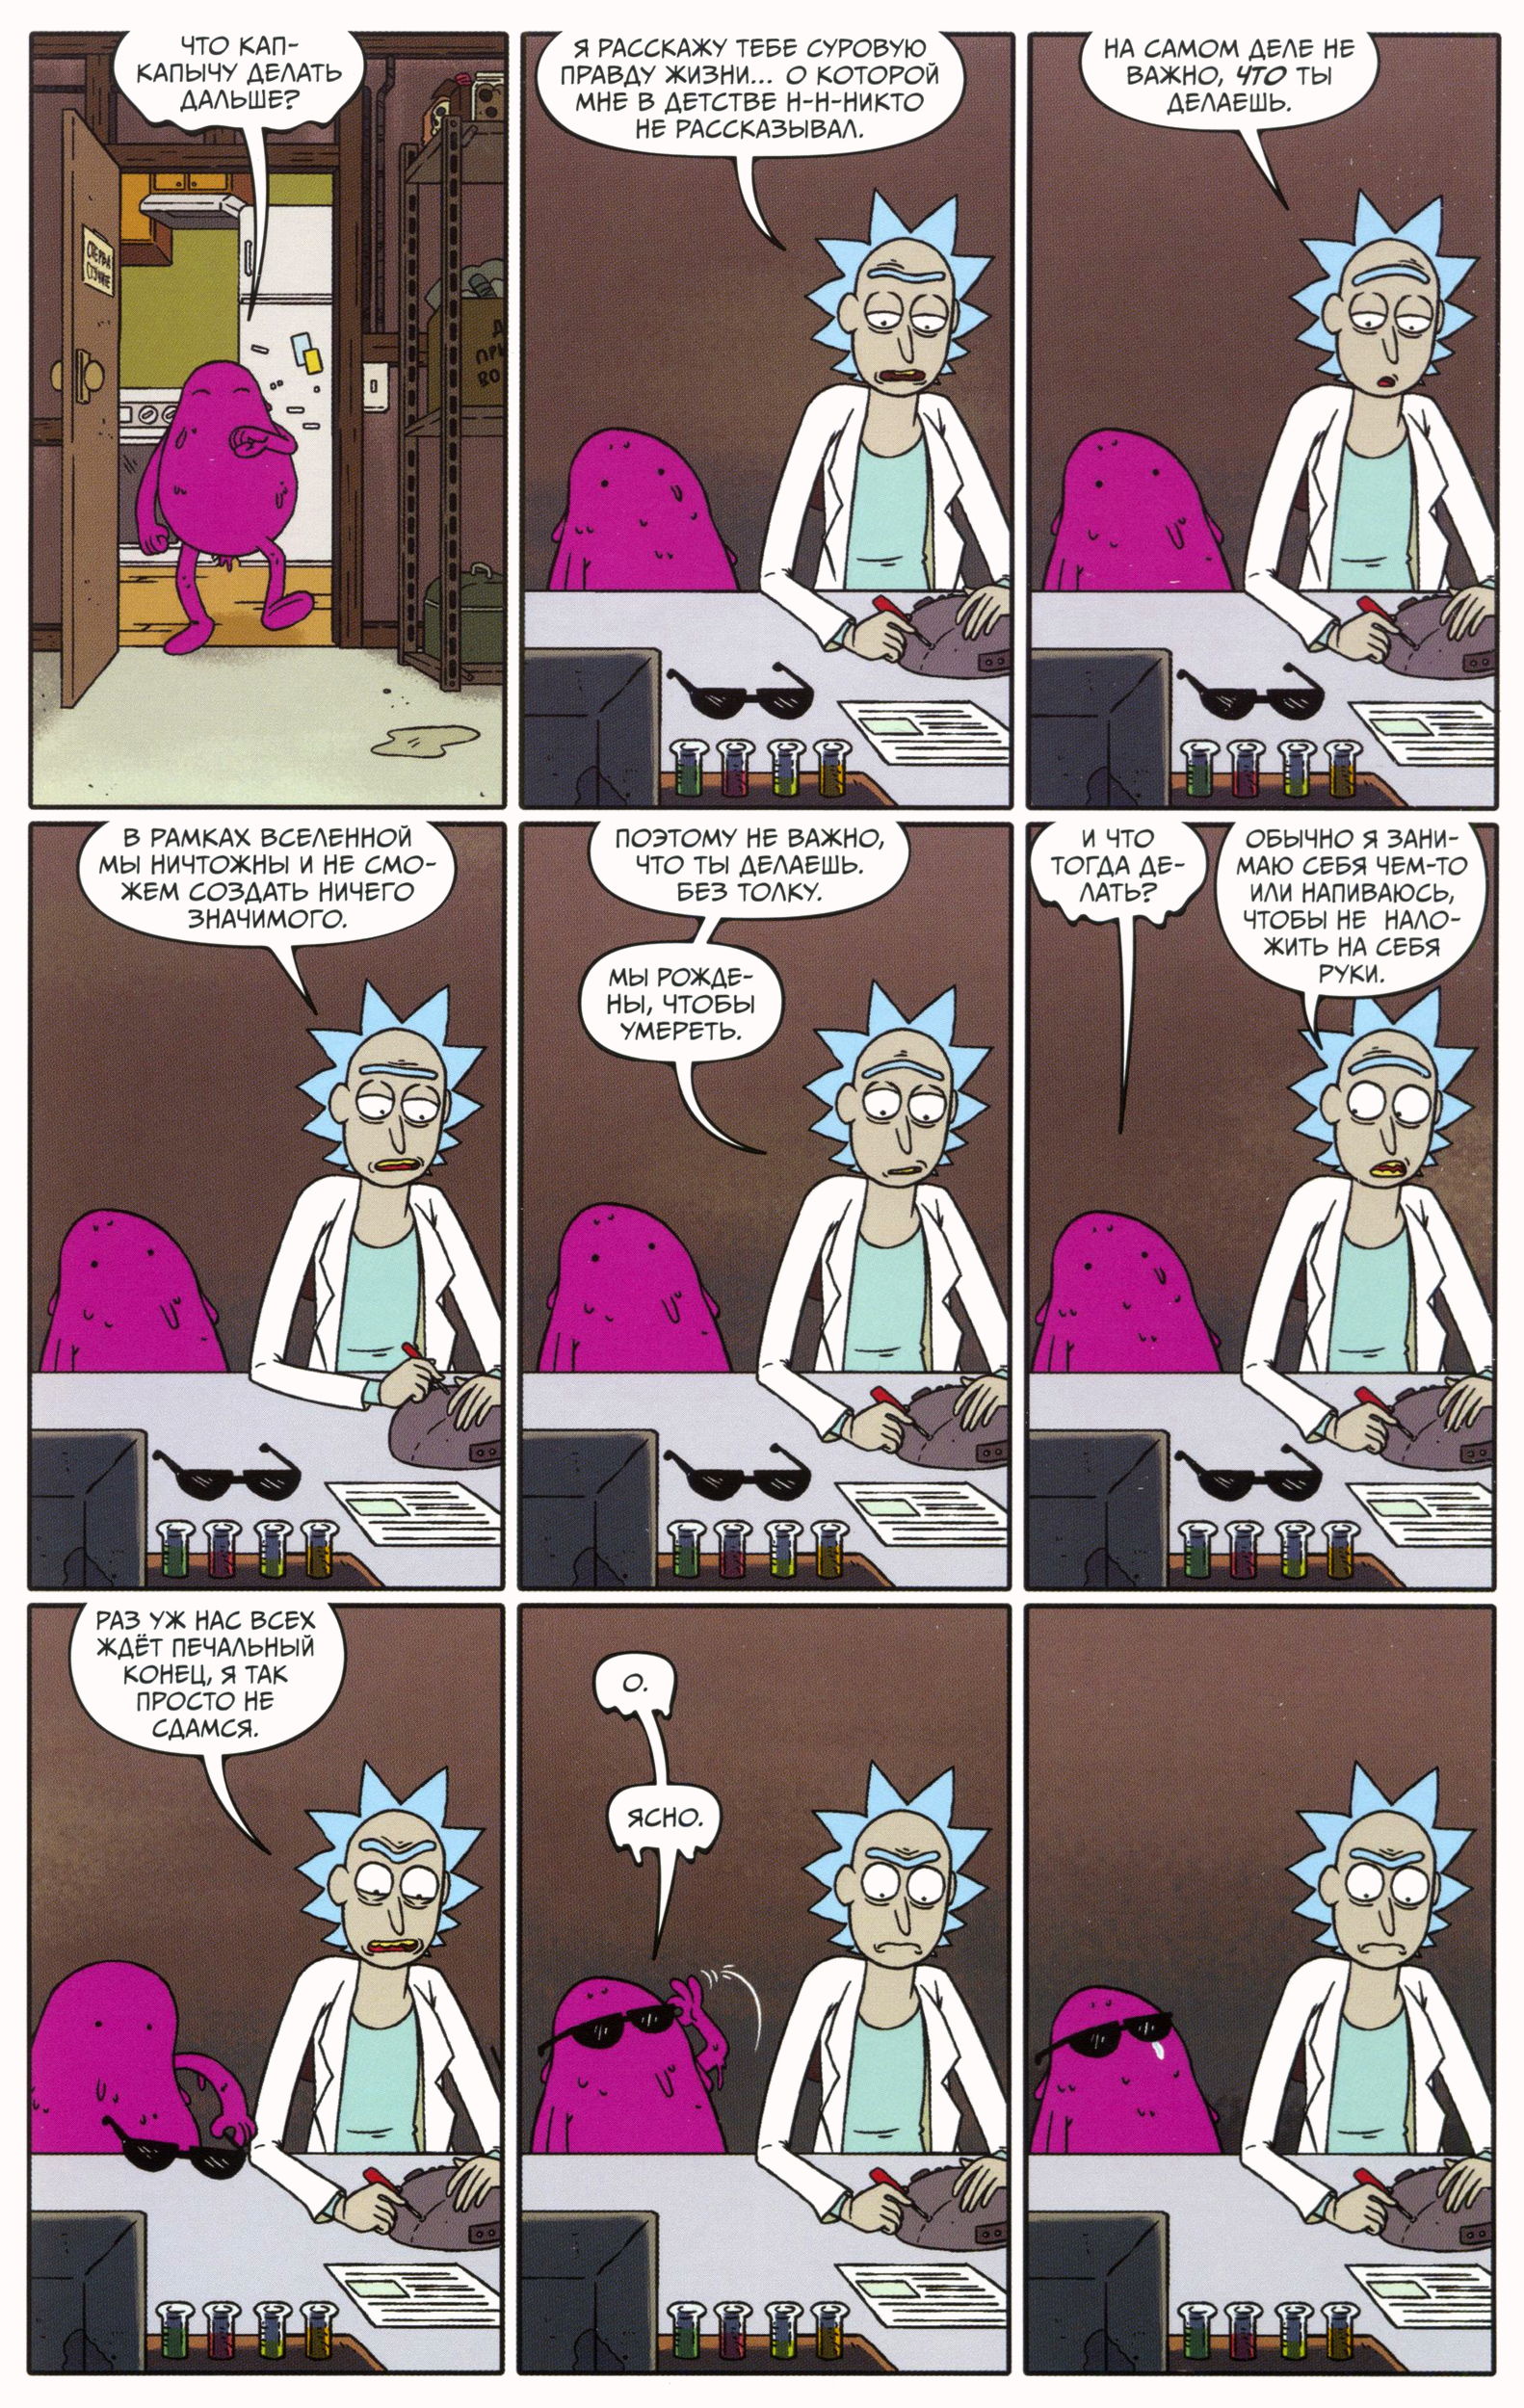 ЧТО КАП-
КАПЫЧУ ДЕЛАТЬ
ДАЛЬШЕ?
СПЕРВА
СТУЧИТЕ
Д
ПРИ
ВО
Я РАССКАЖУ ТЕБЕ СУРОВУЮ
ПРАВДУ ЖИЗНИ... О КОТОРОЙ
МНЕ В ДЕТСТВЕ Н-Н-НИКТО
НЕ РАССКАЗЫВАЛ.
НА САМОМ ДЕЛЕ НЕ
ВАЖНО, ЧТО ТЫ
ДЕЛАЕШЬ.
В РАМКАХ ВСЕЛЕННОЙ
МЫ НИЧТОЖНЫ И НЕ СМО-
ЖЕМ СОЗДАТЬ НИЧЕГО
ЗНАЧИМОГО.
ПОЭТОМУ НЕ ВАЖНО,
ЧТО ТЫ ДЕЛАЕШЬ.
БЕЗ ТОЛКУ.
МЫ РОЖДЕ-
НЫ, ЧТОБЫ
УМЕРЕТЬ.
И ЧТО
ТОГДА ДЕ-
ЛАТЬ?
ОБЫЧНО Я ЗАНИ-
МАЮ СЕБЯ ЧЕМ-ТО
ИЛИ НАПИВАЮСЬ,
ЧТОБЫ НЕ НАЛО-
ЖИТЬ НА СЕБЯ
РУКИ.
РАЗ УЖ НАС ВСЕХ
ЖДЁТ ПЕЧАЛЬНЫЙ
КОНЕЦ, Я ТАК
ПРОСТО НЕ
СДАМСЯ.
О.
ЯСНО.